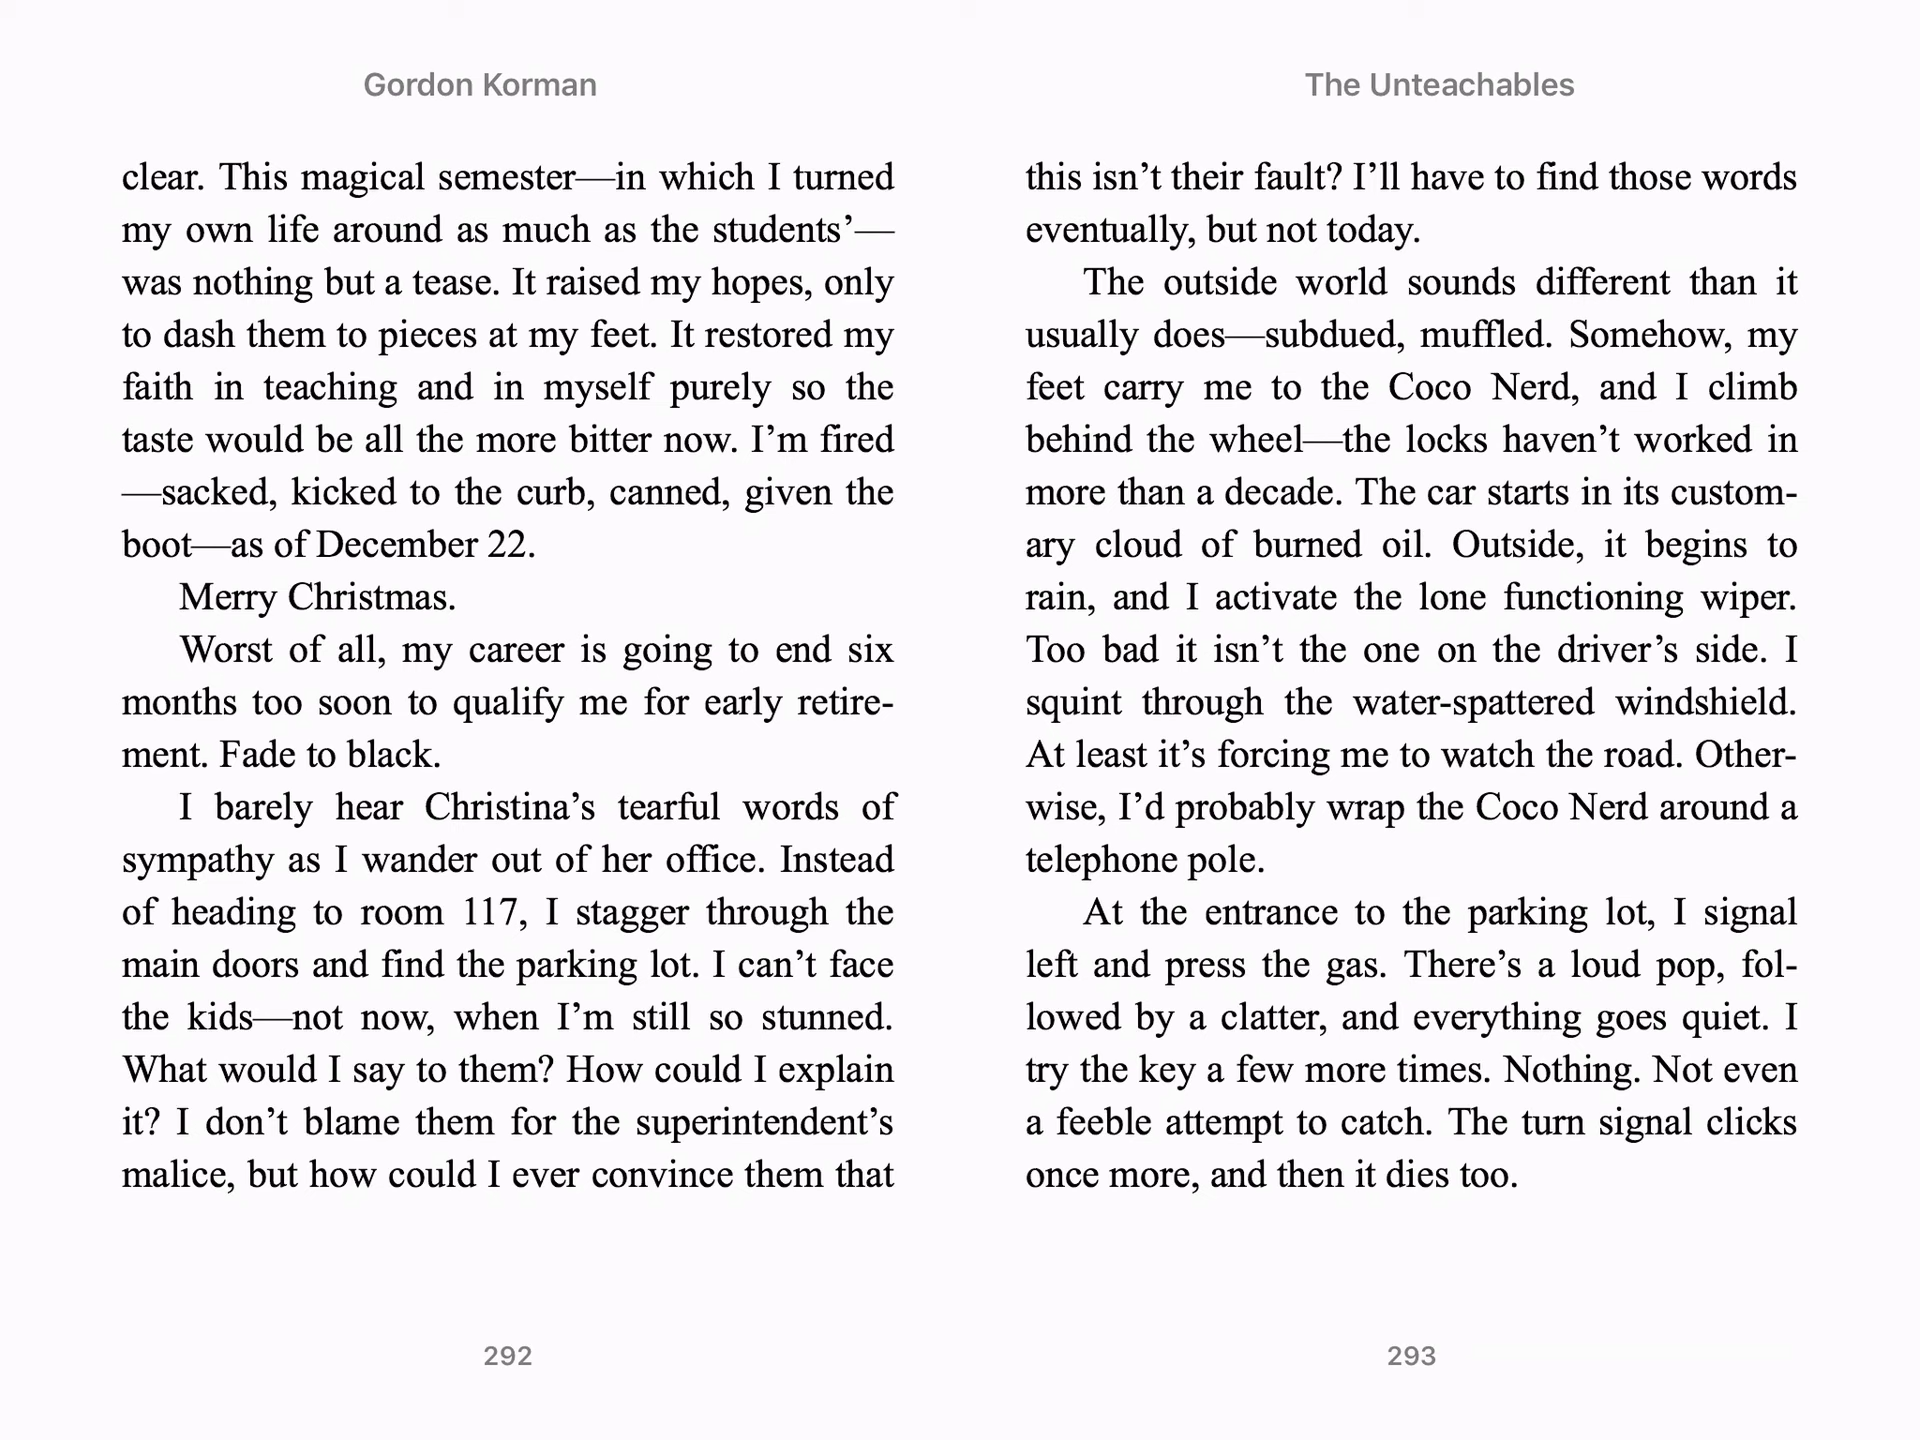 Gordon Korman
clear. This magical semester—in which I turned
my own life around as much as the students’—
was nothing but a tease. It raised my hopes, only
to dash them to pieces at my feet. It restored my
faith in teaching and in myself purely so the
taste would be all the more bitter now. I’m fired
—sacked, kicked to the curb, canned, given the
boot—as of December 22.
Merry Christmas.
Worst of all, my career is going to end six
months too soon to qualify me for early retire-
ment. Fade to black.
I barely hear Christina’s tearful words of
sympathy as I wander out of her office. Instead
of heading to room 117, I stagger through the
main doors and find the parking lot. I can’t face
the kids—not now, when I’m still so stunned.
What would I say to them? How could I explain
it? I don’t blame them for the superintendent’s
malice, but how could I ever convince them that
292
The Unteachables
this isn’t their fault? I’ll have to find those words
eventually, but not today.
The outside world sounds different than it
usually does—subdued, muffled. Somehow, my
feet carry me to the Coco Nerd, and I climb
behind the wheel—the locks haven’t worked in
more than a decade. The car starts in its custom-
ary cloud of burned oil. Outside, it begins to
rain, and I activate the lone functioning wiper.
Too bad it isn’t the one on the driver’s side. I
squint through the water-spattered windshield.
At least it’s forcing me to watch the road. Other-
wise, I’d probably wrap the Coco Nerd around a
telephone pole.
At the entrance to the parking lot, I signal
left and press the gas. There’s a loud pop, fol-
lowed by a clatter, and everything goes quiet. I
try the key a few more times. Nothing. Not even
a feeble attempt to catch. The turn signal clicks
once more, and then it dies too.
293